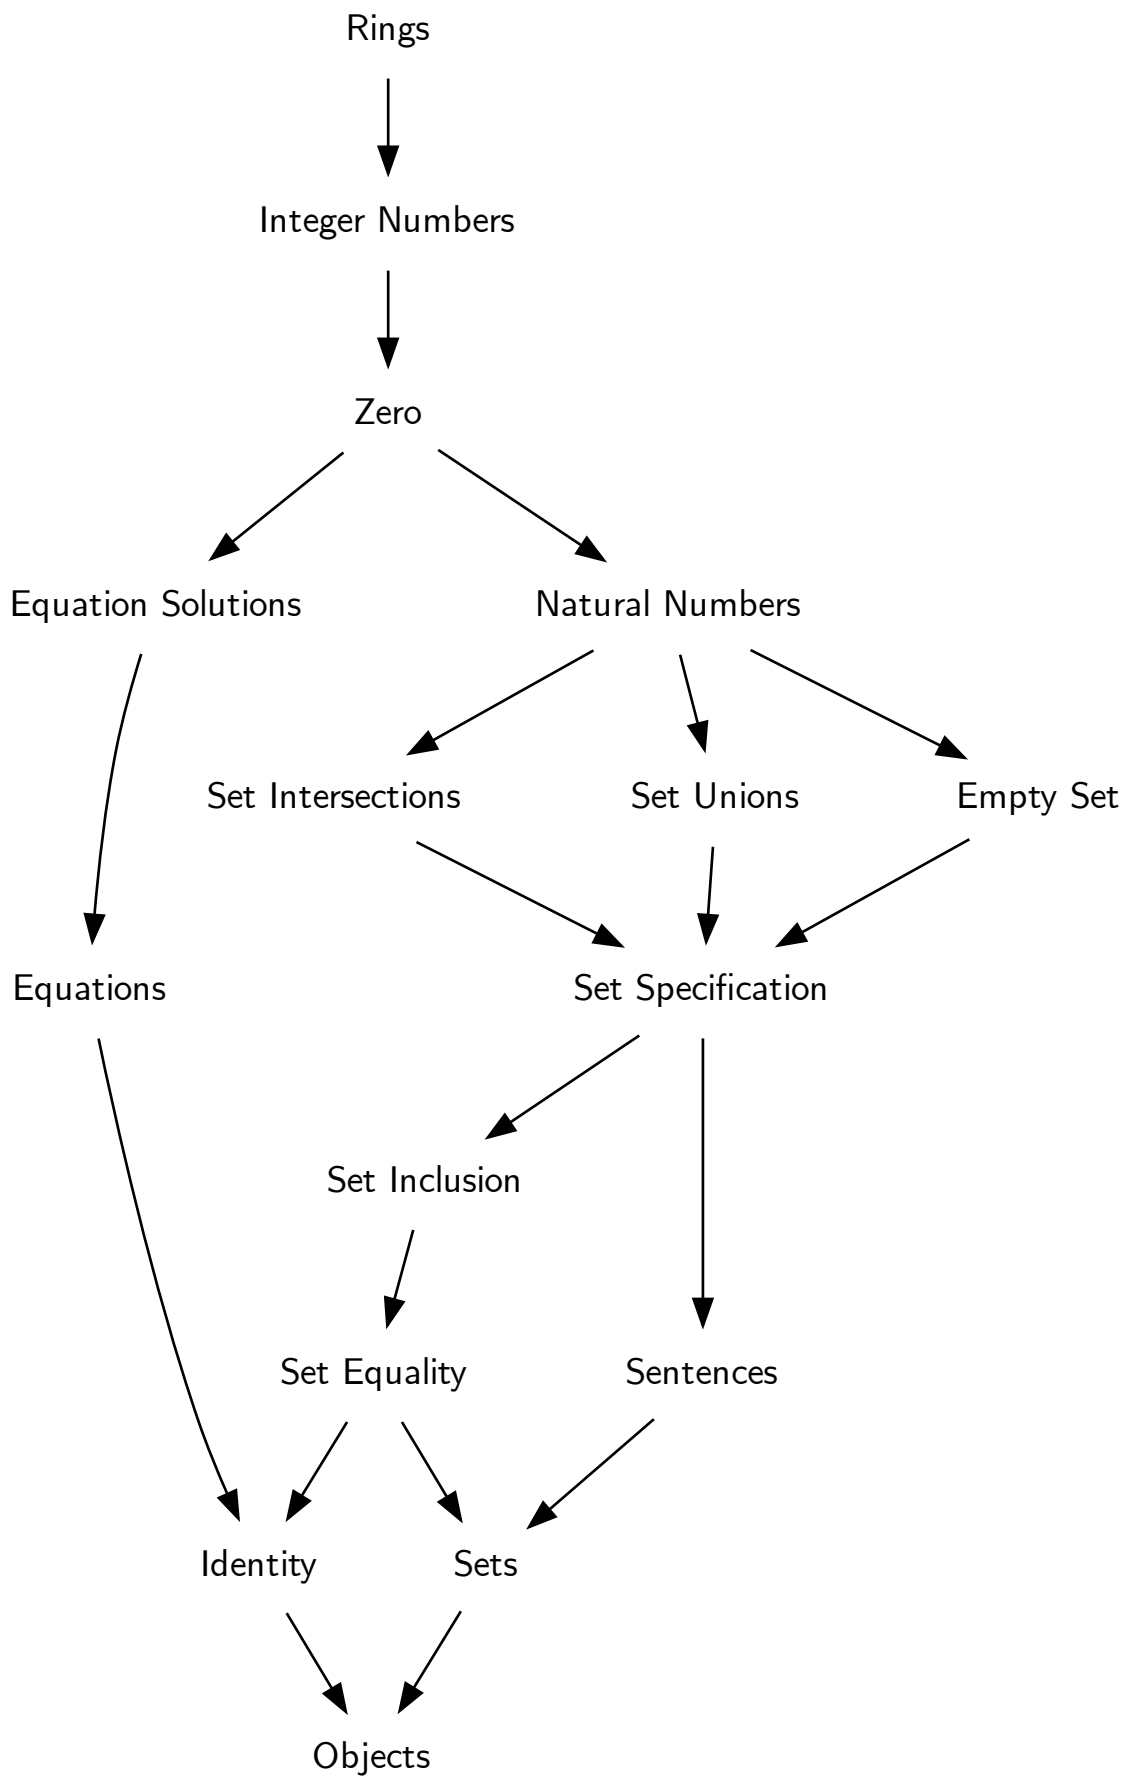 Rings
Integer Numbers
Zero
Equation Solutions
Natural Numbers
Set Intersections
Set Unions
Empty Set
Equations
Set Specification
Set Inclusion
Set Equality
Sentences
Identity
Sets
Objects